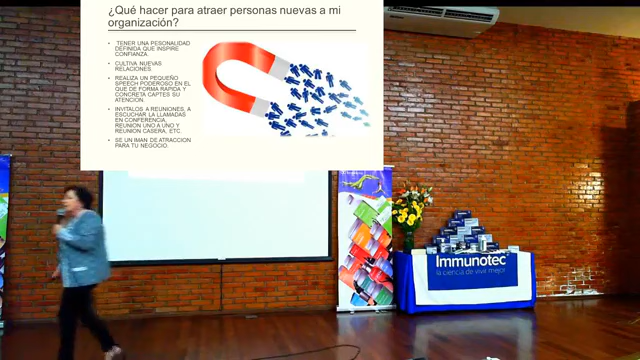 ¿Qué hacer para atraer personas nuevas a mi
organización?
• TENER UNA PESONALIDAD
DEFINIDA QUE INSPIRE
CONFIANZA.
• CULTIVA NUEVAS
RELACIONES
• REALIZA UN PEQUEÑO
SPEECH PODEROSO EN EL
QUE DE FORMA RAPIDA Y
CONCRETA CAPTES SU
ATENCION.
• INVITALOS A REUNIONES, A
ESCUCHAR LA LLAMADAS
EN CONFERENCIA,
REUNION UNO A UNO Y
REUNION CASERA, ETC.
• SE UN IMAN DE ATRACCION
PARA TU NEGOCIO
Immunotec
la ciencia de vivir mejor